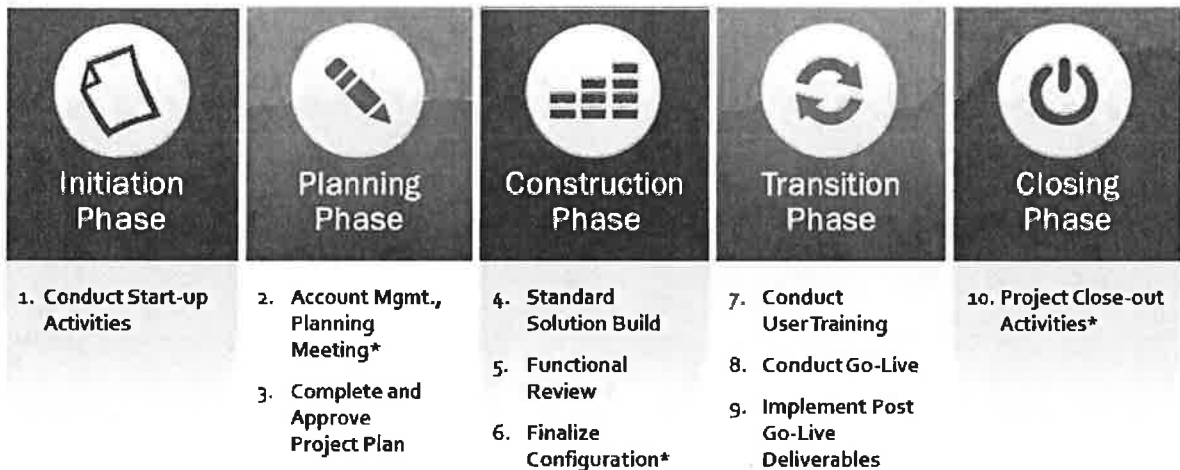 Initiation
Phase
Planning
Phase
Construction
Phase
Transition
Phase
Closing
Phase
1. Conduct Start-up
Activities
2. Account Mgmt.,
Planning
Meeting*
3. Complete and
Approve
Project Plan
4. Standard
Solution Build
5. Functional
Review
6. Finalize
Configuration*
7. Conduct
User Training
8. Conduct Go-Live
9. Implement Post
Go-Live
Deliverables
10. Project Close-out
Activities*